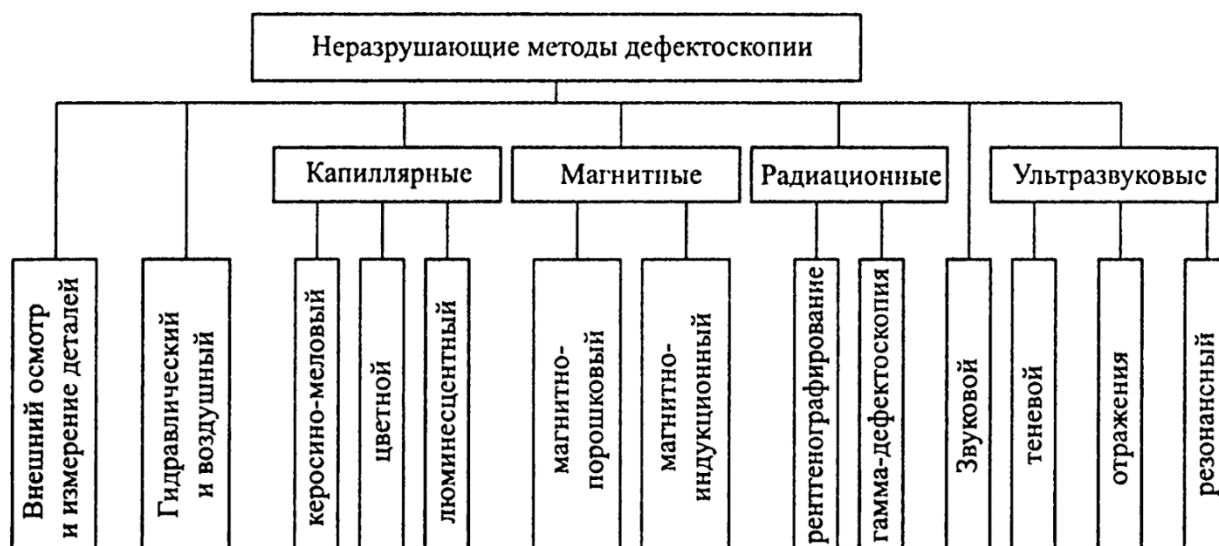 Неразрушающие методы дефектоскопии
Капиллярные
Магнитные
Радиационные
Ультразвуковые
Внешний осмотр
и измерение деталей
Гидравлический
и воздушный
керосино-меловый
цветной
люминесцентный
магнитно-
порошковый
магнитно-
индукционный
рентгенографирование
гамма-дефектоскопия
Звуковой
теневой
отражения
резонансный